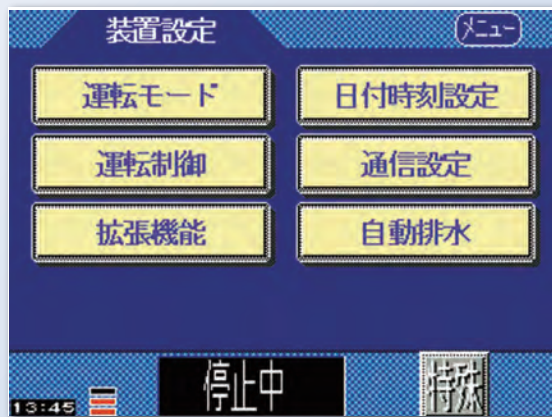 装置設定 メニュー
運転モード 日付時刻設定
運転制御 通信設定
拡張機能 自動排水
停止中 特殊
13:45